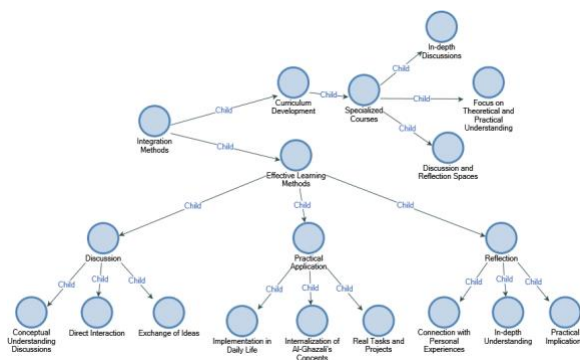 In-depth
Discussions
Child
Child
Child
Curriculum
Development
Specialized
Courses
Focus on
Theoretical and
Practical
Understanding
Child
Child
Integration
Methods
Child
Discussion and
Reflection Spaces
Effective Learning
Methods
Child
Child
Child
Discussion
Practical
Application
Reflection
Child
Child
Child
Child
Child
Child
Child
Child
Child
Conceptual
Understanding
Discussions
Direct Interaction
Exchange of Ideas
Implementation in
Daily Life
Internalization of
Al-Ghazali's
Concepts
Real Tasks and
Projects
Connection with
Personal
Experiences
In-depth
Understanding
Practical
Implication